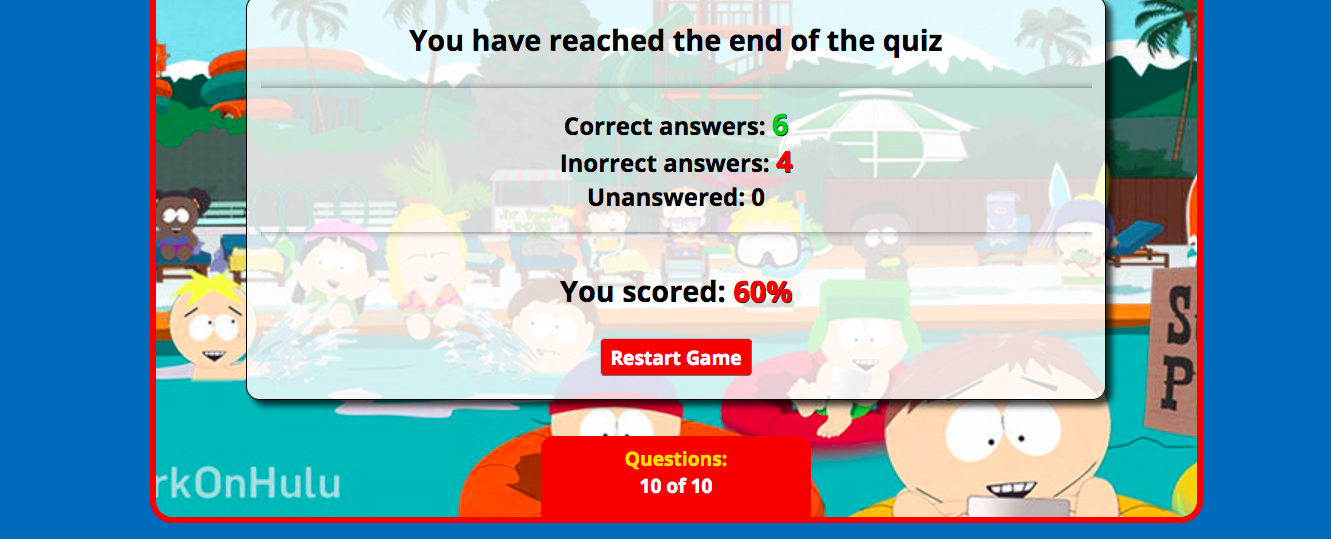 You have reached the end of the quiz
Correct answers: 6
Inorrect answers: 4
Unanswered: 0
You scored: 60%
Restart Game
Questions:
10 of 10
rkOnHulu